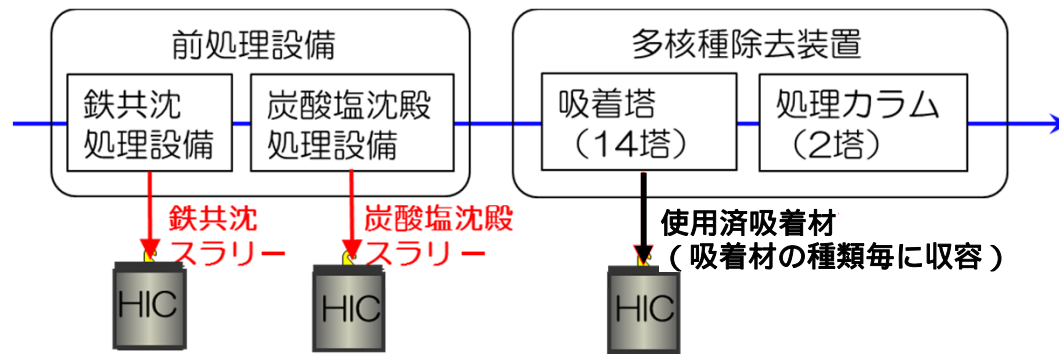 前処理設備
多核種除去装置
鉄共沈
処理設備
炭酸塩沈殿
処理設備
吸着塔
（14塔）
処理カラム
（2塔）
鉄共沈
スラリー
炭酸塩沈殿
スラリー
使用済吸着材
（吸着材の種類毎に収容）
HIC
HIC
HIC